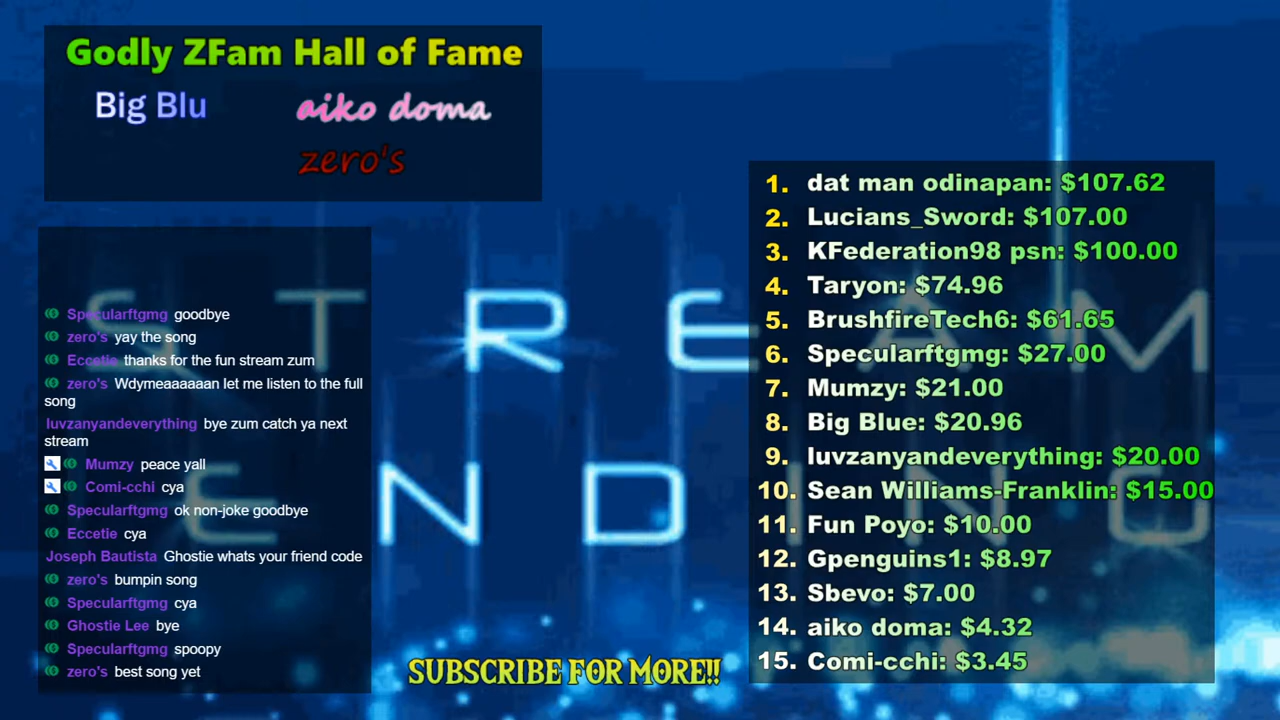 Godly ZFam Hall of Fame
Big Blu
aiko doma
zero's
Specularftgmg goodbye
zero's yay the song
Eccetie thanks for the fun stream zum
zero's Wdymeaaaaaan let me listen to the full
song
luvzanyandeverything bye zum catch ya next
stream
Mumzy peace yall
Comi-cchi cya
Specularftgmg ok non-joke goodbye
Eccetie cya
Joseph Bautista Ghostie whats your friend code
zero's bumpin song
Specularftgmg cya
Ghostie Lee bye
Specularftgmg spoopy
zero's best song yet
STREAM
ENDING
SUBSCRIBE FOR MORE!!
1. dat man odinapan: $107.62
2. Lucians_Sword: $107.00
3. KFederation98 psn: $100.00
4. Taryon: $74.96
5. BrushfireTech6: $61.65
6. Specularftgmg: $27.00
7. Mumzy: $21.00
8. Big Blue: $20.96
9. luvzanyandeverything: $20.00
10. Sean Williams-Franklin: $15.00
11. Fun Poyo: $10.00
12. Gpenguins1: $8.97
13. Sbevo: $7.00
14. aiko doma: $4.32
15. Comi-cchi: $3.45